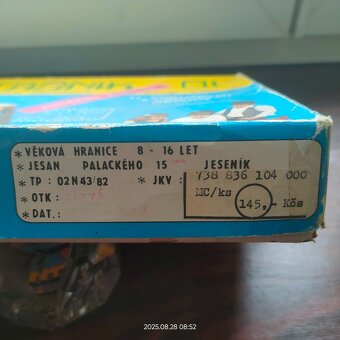 * VĚKOVÁ HRANICE 8 - 16 LET
* JESAN PALACKÉHO 15 JESENÍK
* TP : 02N43/82 * JKV : 738 836 104 000
* OTK : MC/ks
* DAT.: 145,- Kčs
2025.08.28 08:52